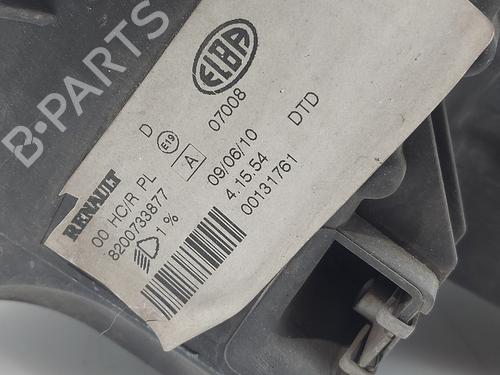 B-PARTS
ELBA
07008
D
E19
A
09/06/10
DTD
4.15.54
00131761
RENAULT
00 HC/R PL
8200733877
1 %